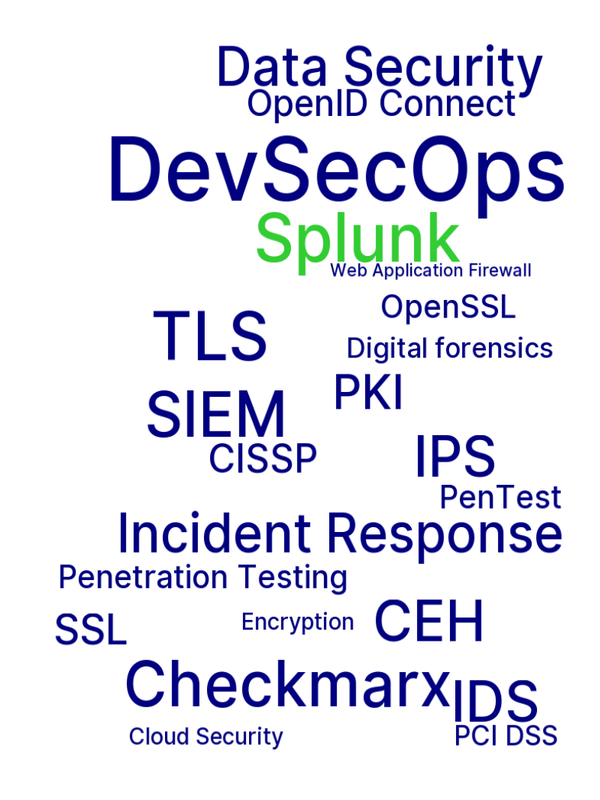 Data Security
OpenID Connect
DevSecOps
Splunk
Web Application Firewall
OpenSSL
TLS
Digital forensics
PKI
SIEM
CISSP
IPS
PenTest
Incident Response
Penetration Testing
SSL
Encryption
CEH
Checkmarx
IDS
Cloud Security
PCI DSS